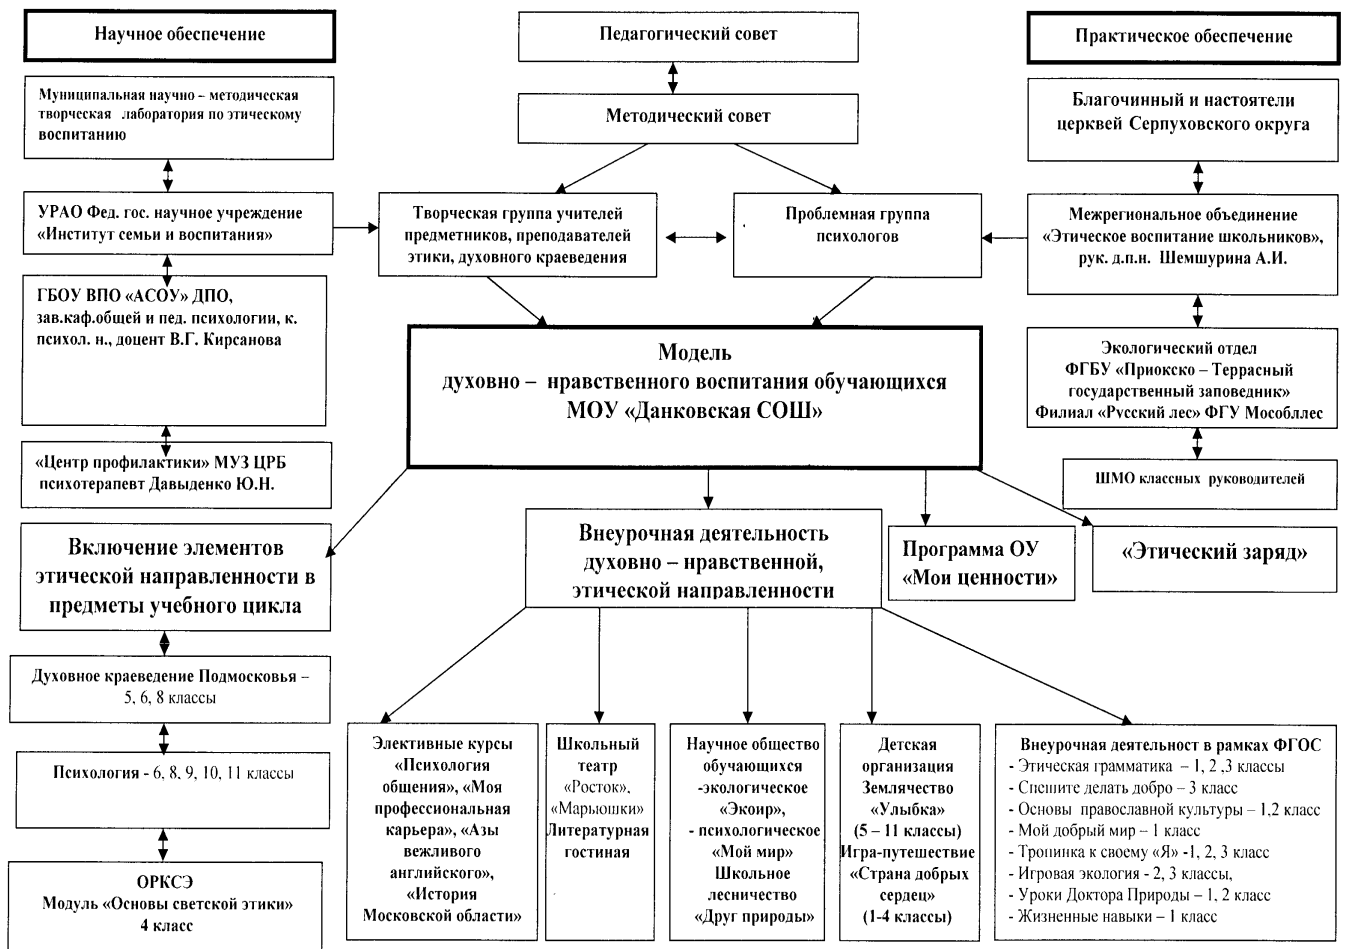 Научное обеспечение
Педагогический совет
Практическое обеспечение
Муниципальная научно – методическая
творческая лаборатория по этическому
воспитанию
Методический совет
Благочинный и настоятели
церквей Серпуховского округа
УРАО Фед. гос. научное учреждение
«Институт семьи и воспитания»
Творческая группа учителей
предметников, преподавателей
этики, духовного краеведения
Проблемная группа
психологов
Межрегиональное объединение
«Этическое воспитание школьников»,
рук. д.п.н. Шемшурина А.И.
ГБОУ ВПО «АСОУ» ДПО,
зав.каф.общей и пед. психологии, к.
психол. н., доцент В.Г. Кирсанова
Модель
духовно – нравственного воспитания обучающихся
МОУ «Данковская СОШ»
Экологический отдел
ФГБУ «Приокско – Террасный
государственный заповедник»
Филиал «Русский лес» ФГУ Мособллес
«Центр профилактики» МУЗ ЦРБ
психотерапевт Давыденко Ю.Н.
ШМО классных руководителей
Включение элементов
этической направленности в
предметы учебного цикла
Внеурочная деятельность
духовно – нравственной,
этической направленности
Программа ОУ
«Мои ценности»
«Этический заряд»
Духовное краеведение Подмосковья –
5, 6, 8 классы
Психология - 6, 8, 9, 10, 11 классы
ОРКСЭ
Модуль «Основы светской этики»
4 класс
Элективные курсы
«Психология
общения», «Моя
профессиональная
карьера», «Азы
вежливого
английского»,
«История
Московской области»
Школьный
театр
«Росток»,
«Марьюшки»
Литературная
гостиная
Научное общество
обучающихся
-экологическое
«Экоир»,
- психологическое
«Мой мир»
Школьное
лесничество
«Друг природы»
Детская
организация
Землячество
«Улыбка»
(5 – 11 классы)
Игра-путешествие
«Страна добрых
сердец»
(1-4 классы)
Внеурочная деятельност в рамках ФГОС
- Этическая грамматика – 1, 2 ,3 классы
- Спешите делать добро – 3 класс
- Основы православной культуры – 1,2 класс
- Мой добрый мир – 1 класс
- Тропинка к своему «Я» -1, 2, 3 класс
- Игровая экология - 2, 3 классы,
- Уроки Доктора Природы – 1, 2 класс
- Жизненные навыки – 1 класс